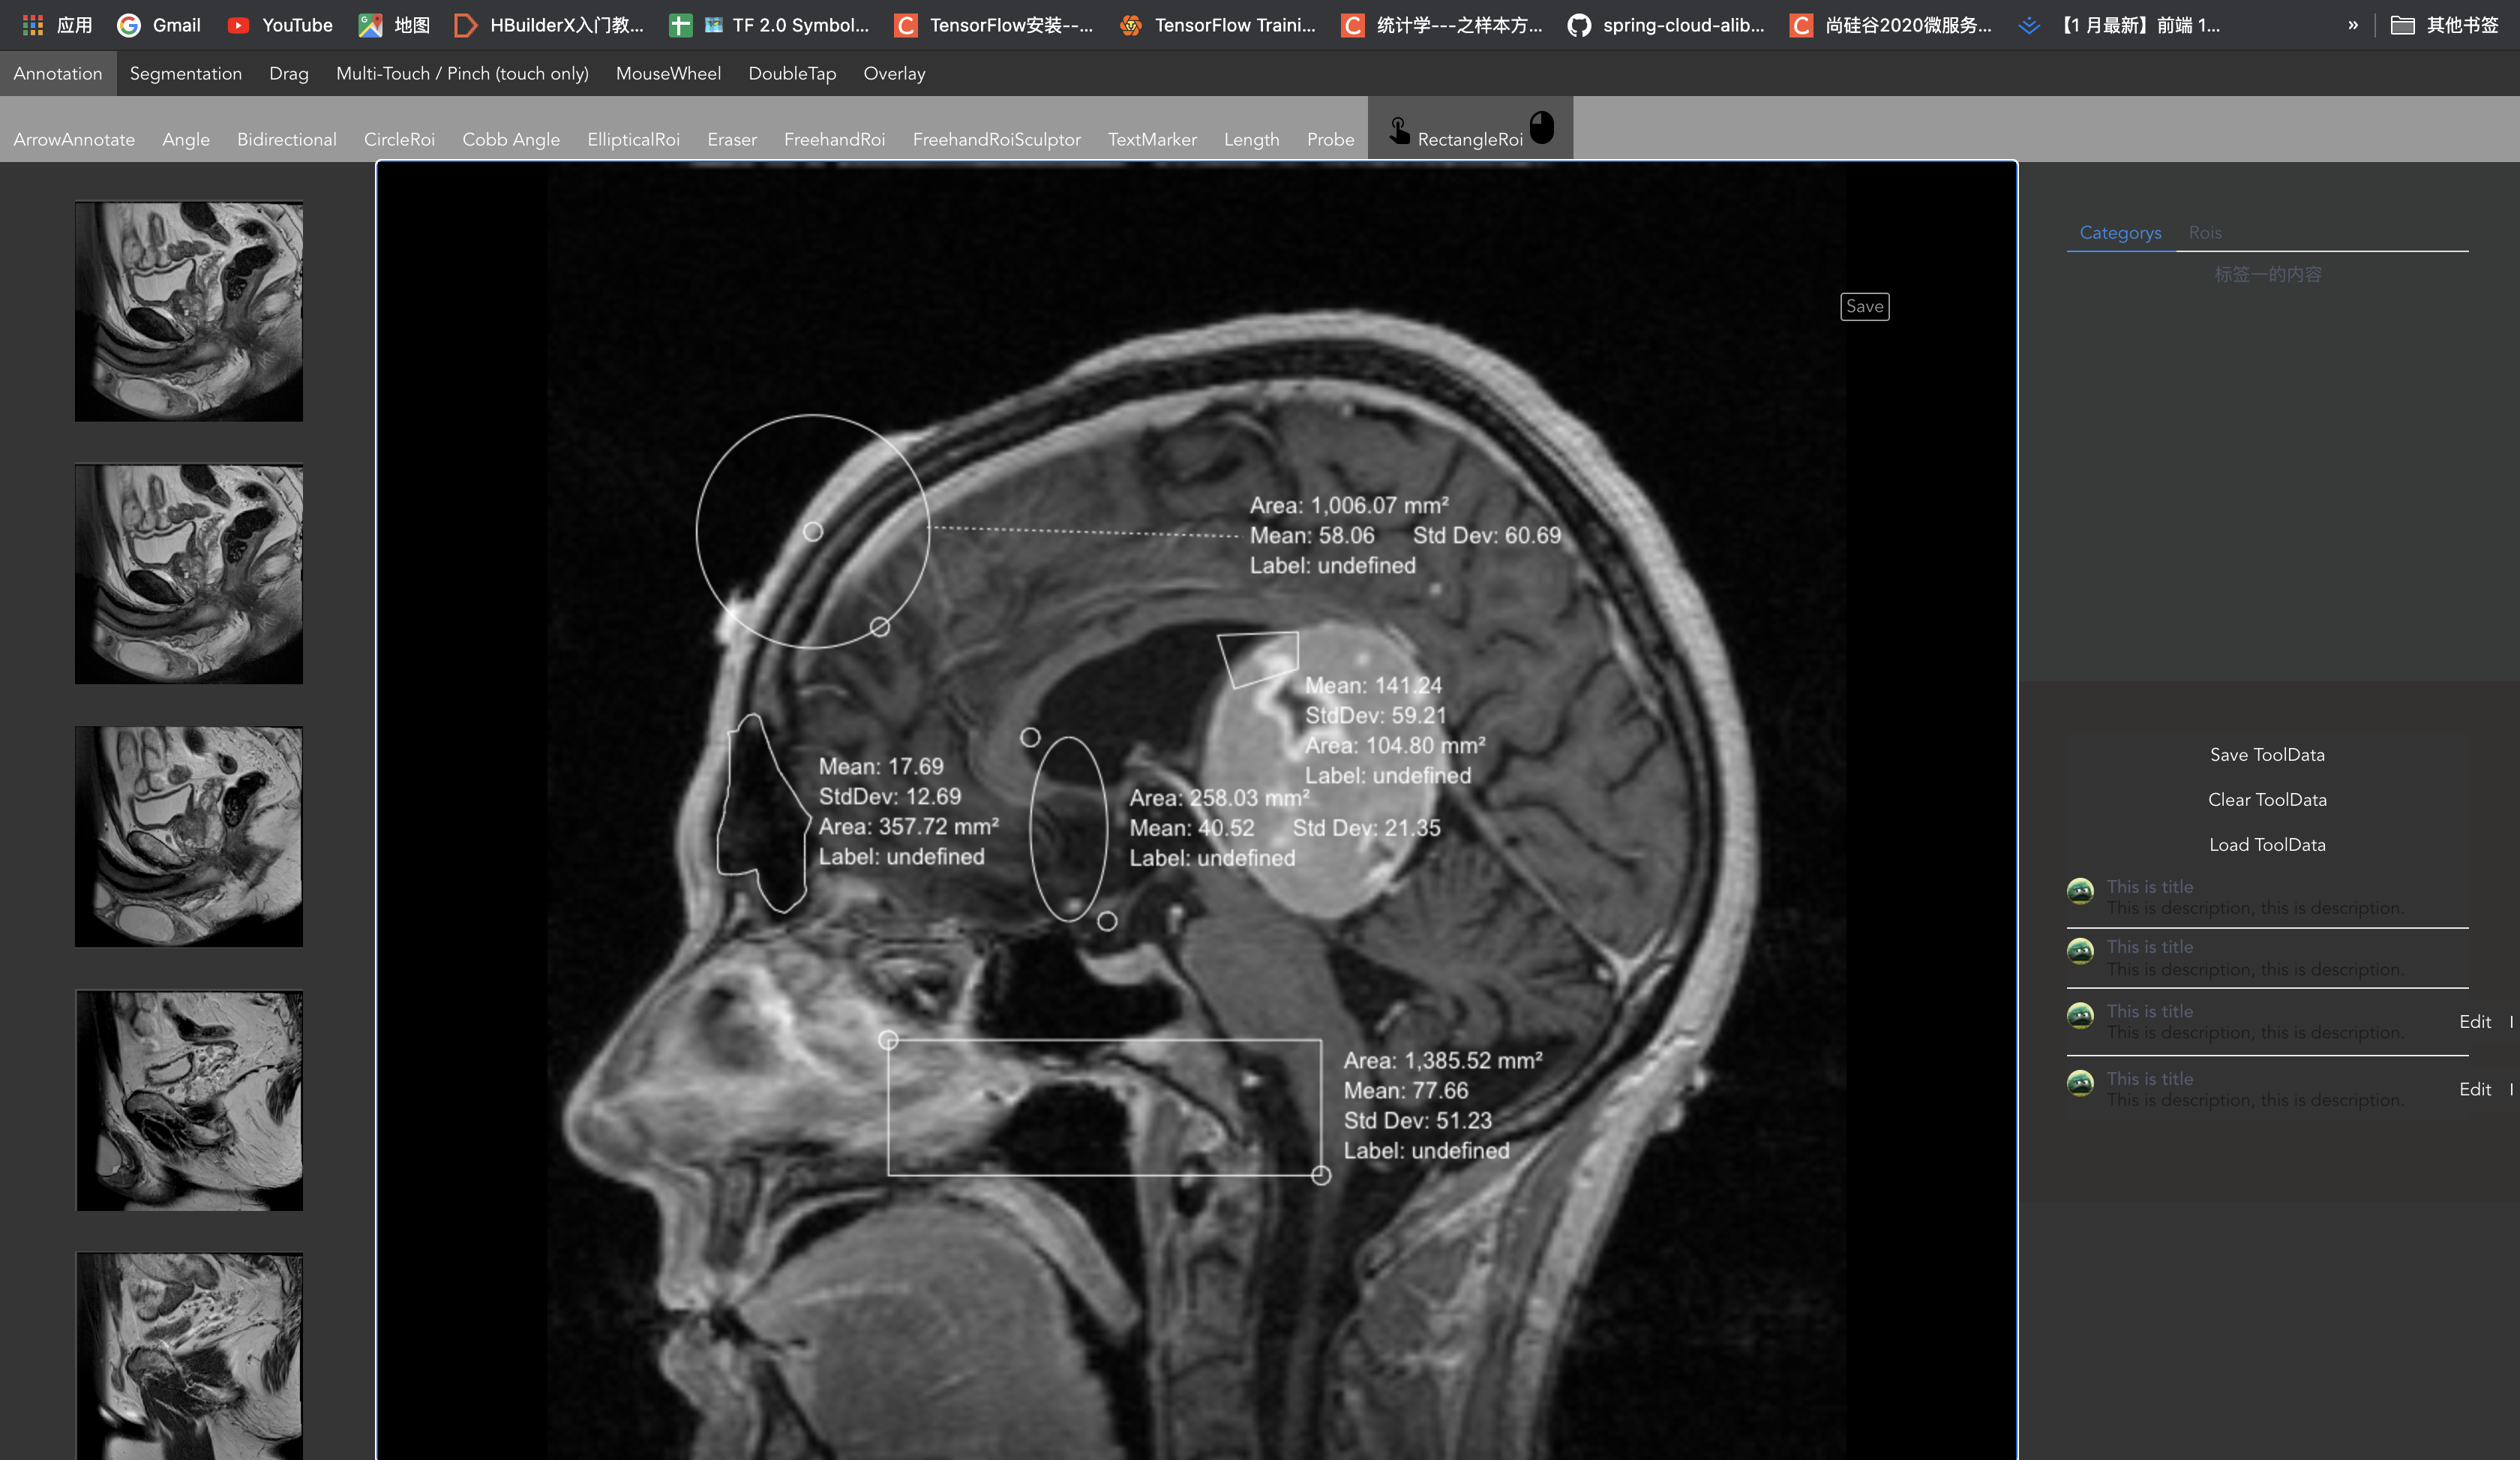 应用 Gmail YouTube 地图 HBuilderX入门教... TF 2.0 Symbol... TensorFlow安装--... TensorFlow Traini... 统计学---之样本方... spring-cloud-alib... 尚硅谷2020微服务... 【1月最新】前端 1... » 其他书签
Annotation Segmentation Drag Multi-Touch / Pinch (touch only) MouseWheel DoubleTap Overlay
ArrowAnnotate Angle Bidirectional CircleRoi Cobb Angle EllipticalRoi Eraser FreehandRoi FreehandRoiSculptor TextMarker Length Probe RectangleRoi
Save
Area: 1,006.07 mm²
Mean: 58.06 Std Dev: 60.69
Label: undefined
Mean: 141.24
StdDev: 59.21
Area: 104.80 mm²
Label: undefined
Mean: 17.69
StdDev: 12.69
Area: 357.72 mm²
Label: undefined
Area: 258.03 mm²
Mean: 40.52 Std Dev: 21.35
Label: undefined
Area: 1,385.52 mm²
Mean: 77.66
Std Dev: 51.23
Label: undefined
Categorys Rois
标签一的内容
Save ToolData
Clear ToolData
Load ToolData
This is title
This is description, this is description.
This is title
This is description, this is description.
This is title
This is description, this is description.
Edit
This is title
This is description, this is description.
Edit